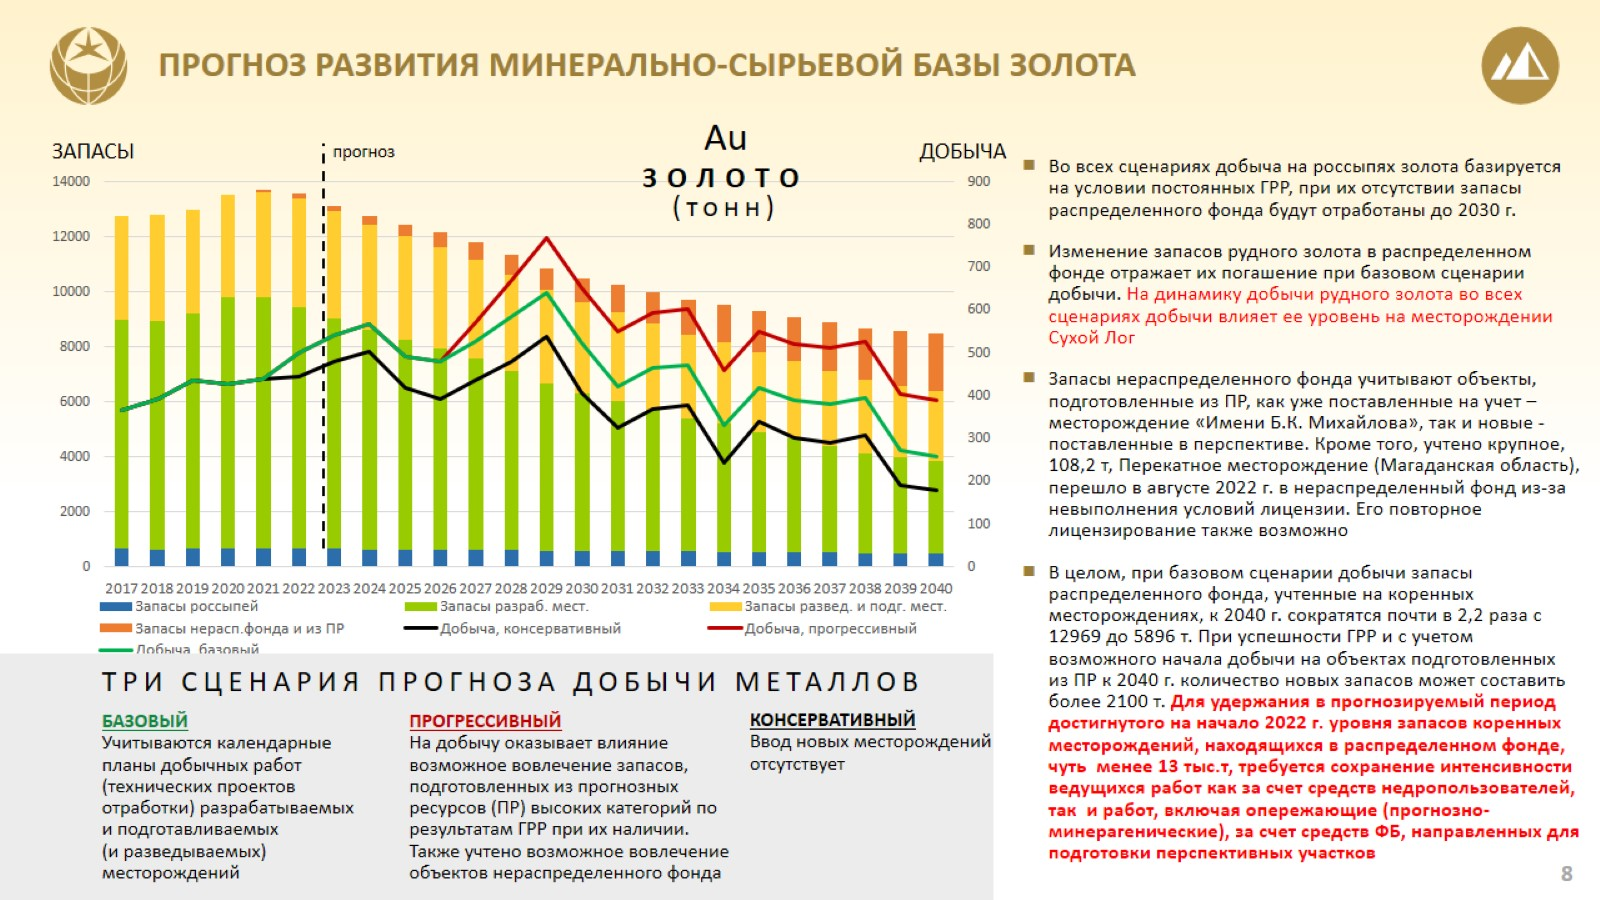 ПРОГНОЗ РАЗВИТИЯ МИНЕРАЛЬНО-СЫРЬЕВОЙ БАЗЫ ЗОЛОТА
Au
ЗОЛОТО
(тонн)
ЗАПАСЫ
прогноз
ДОБЫЧА
14000
12000
10000
8000
6000
4000
2000
0
900
800
700
600
500
400
300
200
100
0
2017 2018 2019 2020 2021 2022 2023 2024 2025 2026 2027 2028 2029 2030 2031 2032 2033 2034 2035 2036 2037 2038 2039 2040
Запасы россыпей
Запасы разраб. мест.
Запасы развед. и подг. мест.
Запасы нерасп.фонда и из ПР
Добыча, консервативный
Добыча, прогрессивный
Добыча, базовый
ТРИ СЦЕНАРИЯ ПРОГНОЗА ДОБЫЧИ МЕТАЛЛОВ
БАЗОВЫЙ
Учитываются календарные
планы добычных работ
(технических проектов
отработки) разрабатываемых
и подготавливаемых
(и разведываемых)
месторождений
ПРОГРЕССИВНЫЙ
На добычу оказывает влияние
возможное вовлечение запасов,
подготовленных из прогнозных
ресурсов (ПР) высоких категорий по
результатам ГРР при их наличии.
Также учтено возможное вовлечение
объектов нераспределенного фонда
КОНСЕРВАТИВНЫЙ
Ввод новых месторождений
отсутствует
Во всех сценариях добыча на россыпях золота базируется
на условии постоянных ГРР, при их отсутствии запасы
распределенного фонда будут отработаны до 2030 г.
Изменение запасов рудного золота в распределенном
фонде отражает их погашение при базовом сценарии
добычи. На динамику добычи рудного золота во всех
сценариях добычи влияет ее уровень на месторождении
Сухой Лог
Запасы нераспределенного фонда учитывают объекты,
подготовленные из ПР, как уже поставленные на учет –
месторождение «Имени Б.К. Михайлова», так и новые -
поставленные в перспективе. Кроме того, учтено крупное,
108,2 т, Перекатное месторождение (Магаданская область),
перешло в августе 2022 г. в нераспределенный фонд из-за
невыполнения условий лицензии. Его повторное
лицензирование также возможно
В целом, при базовом сценарии добычи запасы
распределенного фонда, учтенные на коренных
месторождениях, к 2040 г. сократятся почти в 2,2 раза с
12969 до 5896 т. При успешности ГРР и с учетом
возможного начала добычи на объектах подготовленных
из ПР к 2040 г. количество новых запасов может составить
более 2100 т. Для удержания в прогнозируемый период
достигнутого на начало 2022 г. уровня запасов коренных
месторождений, находящихся в распределенном фонде,
чуть менее 13 тыс.т, требуется сохранение интенсивности
ведущихся работ как за счет средств недропользователей,
так и работ, включая опережающие (прогнозно-
минерагенические), за счет средств ФБ, направленных для
подготовки перспективных участков
8